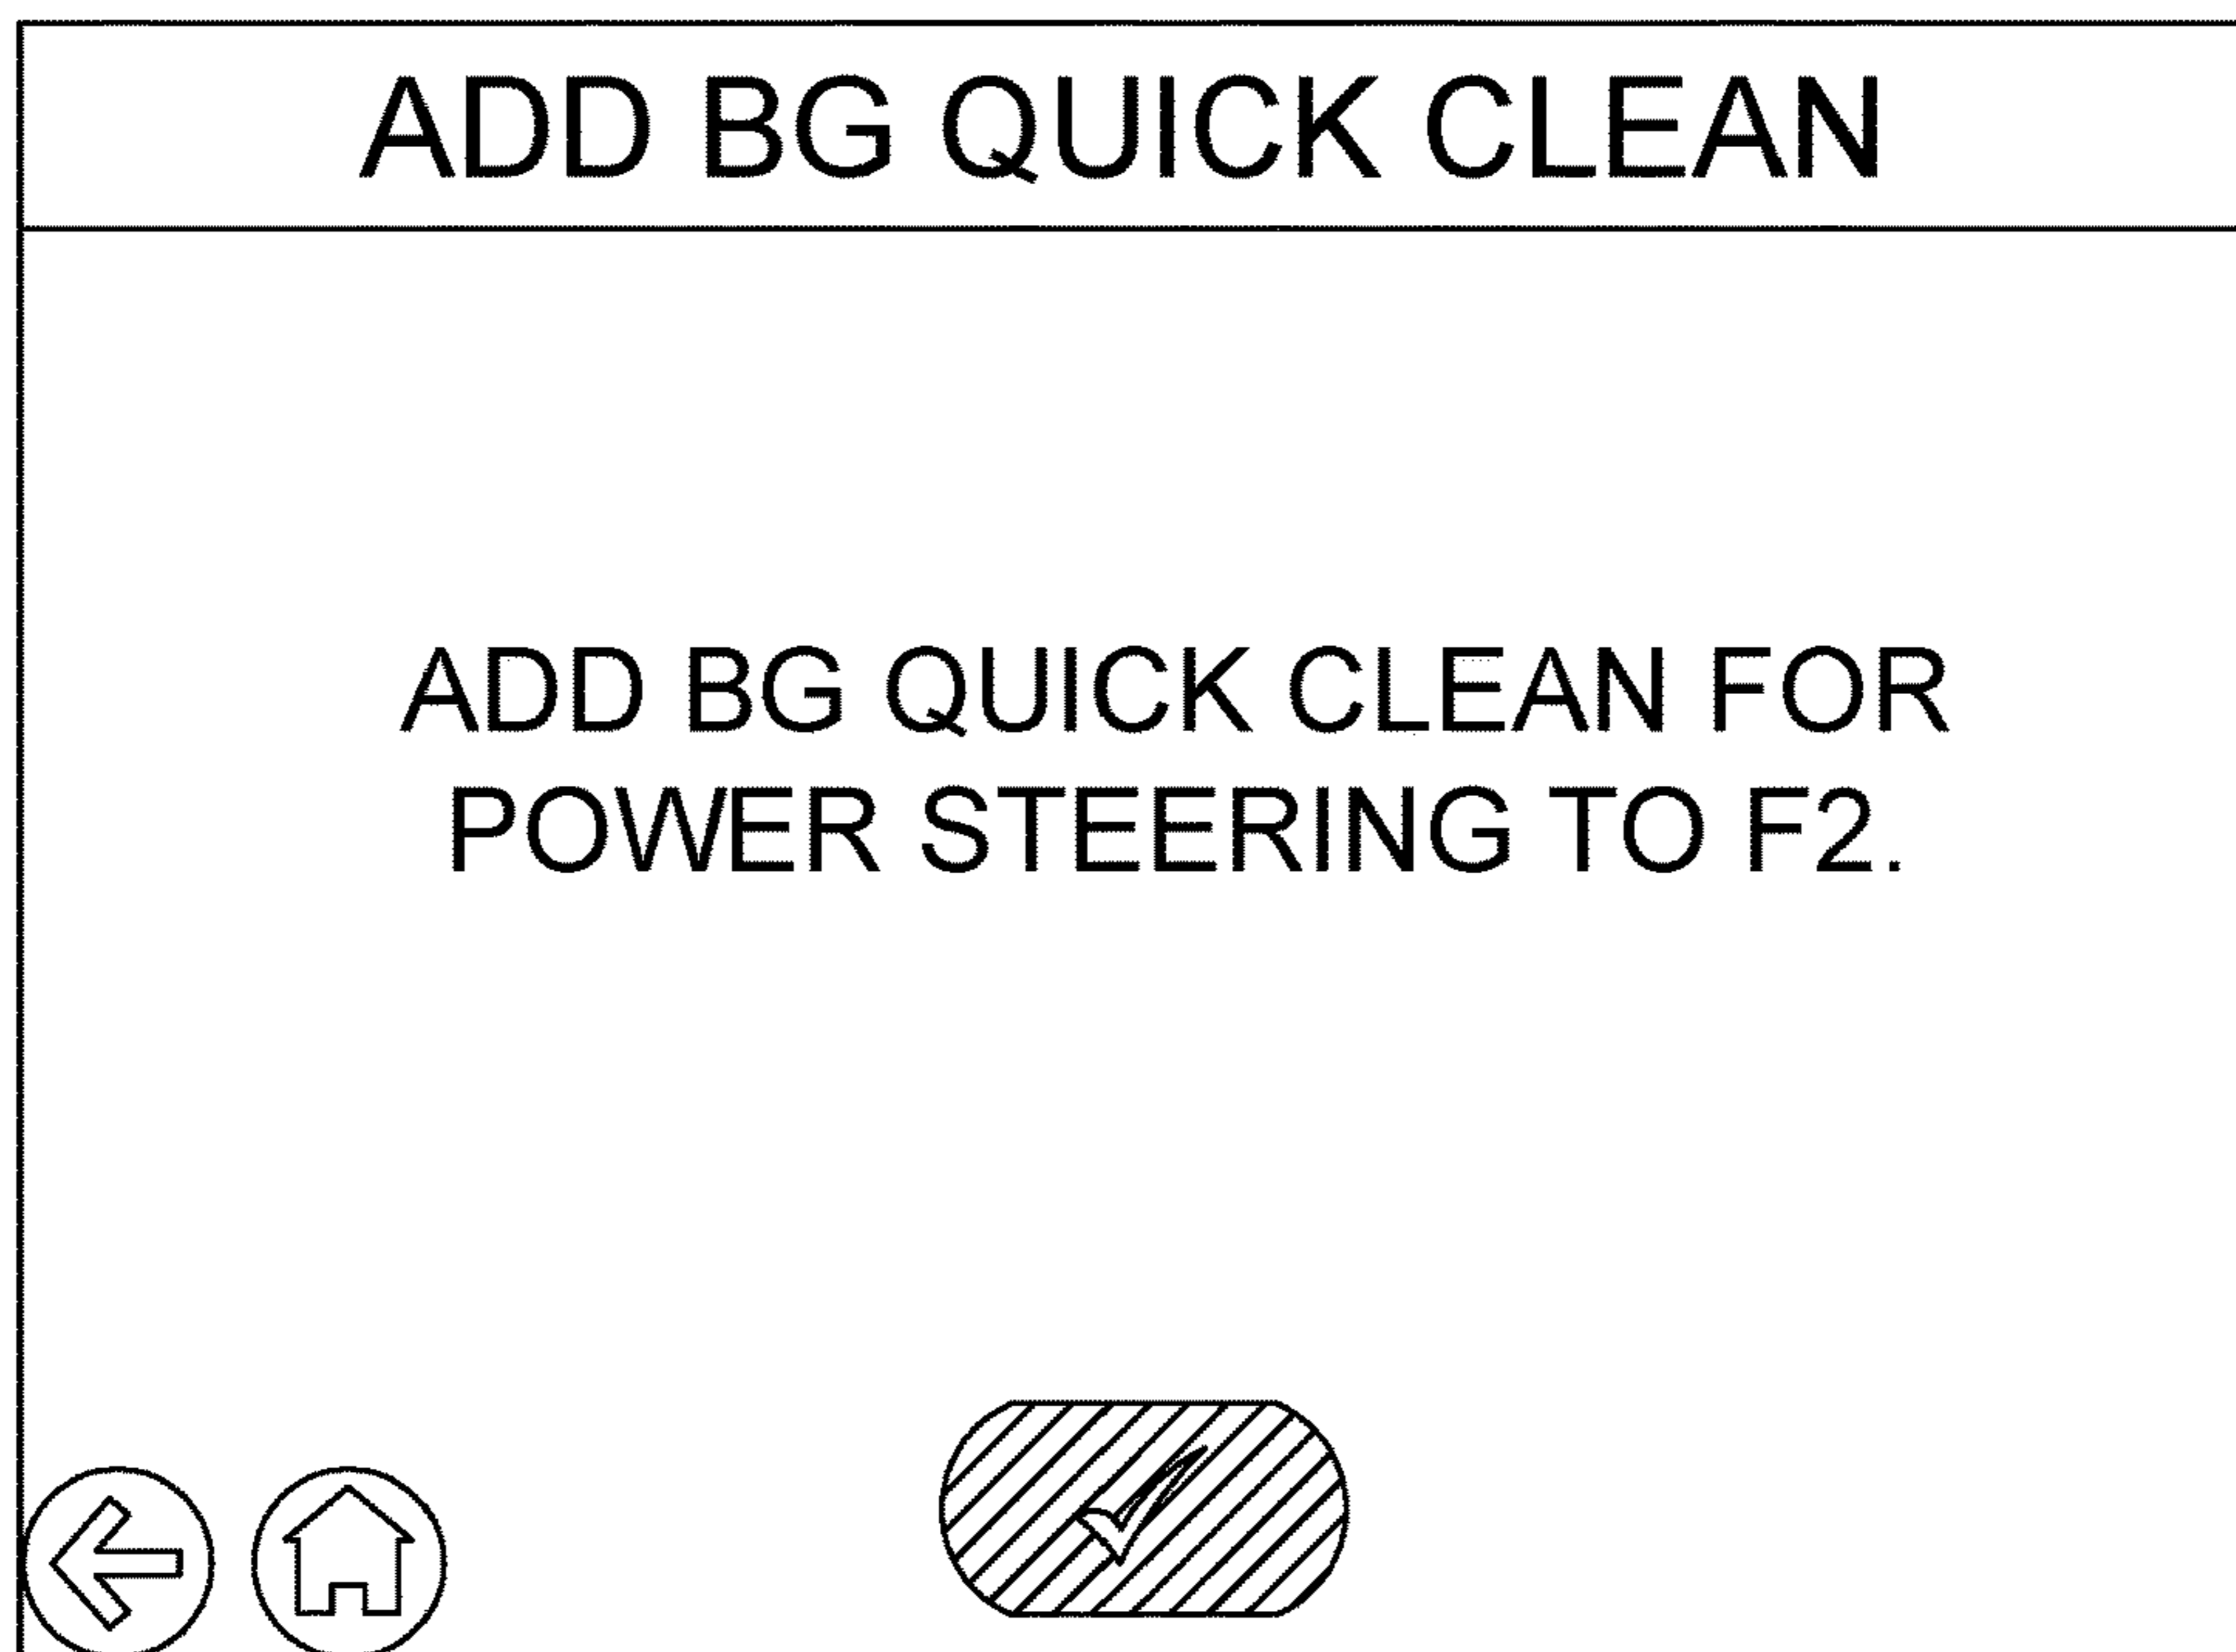 ADD BG QUICK CLEAN
ADD BG QUICK CLEAN FOR
POWER STEERING TO F2.